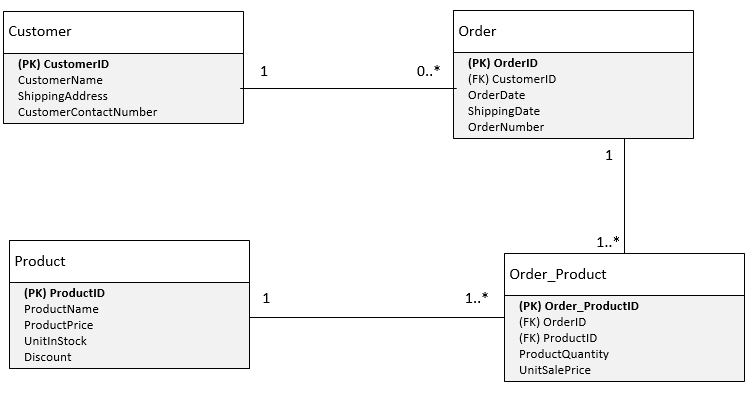 Customer
(PK) CustomerID
CustomerName
ShippingAddress
CustomerContactNumber
1
0..*
Order
(PK) OrderID
(FK) CustomerID
OrderDate
ShippingDate
OrderNumber
1
1..*
Product
(PK) ProductID
ProductName
ProductPrice
UnitInStock
Discount
1
1..*
Order_Product
(PK) Order_ProductID
(FK) OrderID
(FK) ProductID
ProductQuantity
UnitSalePrice